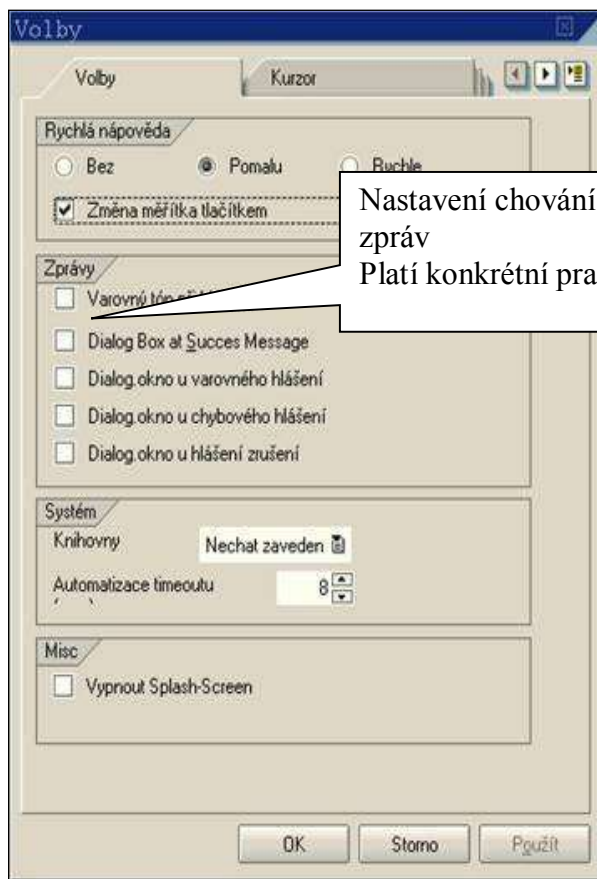 Volby
Volby Kurzor
Rychlá nápověda
Bez Pomalu Rychle
Změna měřítka tlačítkem
Nastavení chování
zpráv
Platí konkrétní pra
Zprávy
Varovný tón
Dialog Box at Succes Message
Dialog.okno u varovného hlášení
Dialog.okno u chybového hlášení
Dialog.okno u hlášení zrušení
Systém
Knihovny Nechat zaveden
Automatizace timeoutu 8
Misc
Vypnout Splash-Screen
OK Storno Použít